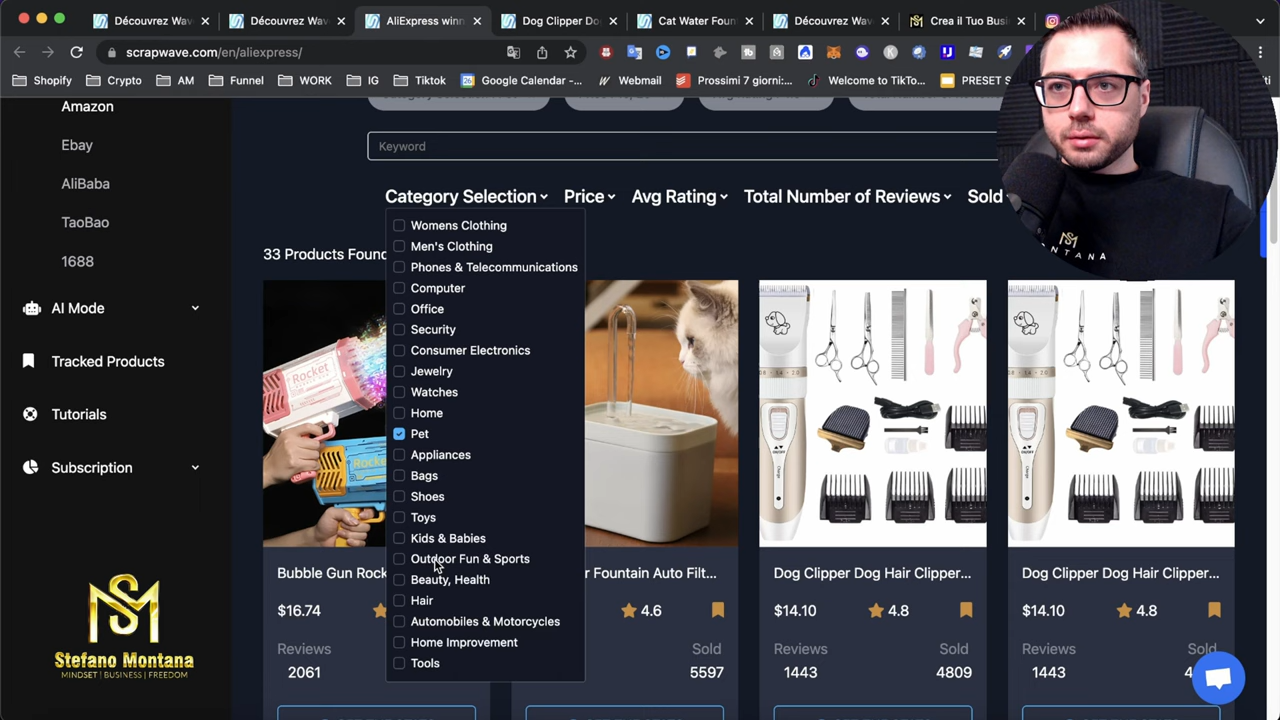 Découvrez Wav
Découvrez Wav
AliExpress winn
Dog Clipper Do
Cat Water Foun
Découvrez Wav
Crea il Tuo Busi
scrapwave.com/en/aliexpress/
Shopify
Crypto
AM
Funnel
WORK
IG
Tiktok
Google Calendar -...
Webmail
Prossimi 7 giorni:...
Welcome to TikTo...
PRESET S
Amazon
Ebay
AliBaba
TaoBao
1688
AI Mode
Tracked Products
Tutorials
Subscription
Stefano Montana
MINDSET | BUSINESS | FREEDOM
Keyword
Category Selection
Price
Avg Rating
Total Number of Reviews
Sold
33 Products Found
Womens Clothing
Men's Clothing
Phones & Telecommunications
Computer
Office
Security
Consumer Electronics
Jewelry
Watches
Home
Pet
Appliances
Bags
Shoes
Toys
Kids & Babies
Outdoor Fun & Sports
Beauty, Health
Hair
Automobiles & Motorcycles
Home Improvement
Tools
Rocket
Rocket
Bubble Gun Rock
$16.74
Reviews
2061
r Fountain Auto Filt...
4.6
Sold
5597
Dog Clipper Dog Hair Clipper...
$14.10
4.8
Reviews
Sold
1443
4809
Dog Clipper Dog Hair Clipper...
$14.10
4.8
Reviews
Sold
1443
MONTANA